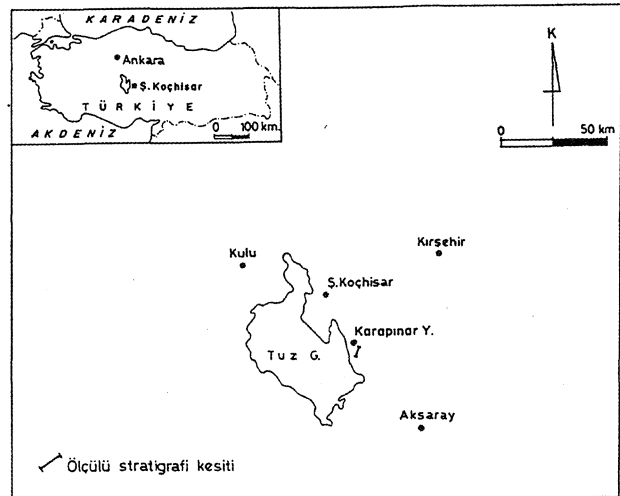 KARADENİZ
Ankara
Ş.Koçhisar
TÜRKİYE
AKDENİZ
0 100 km.
K
0 50 km
Kulu
Kırşehir
Ş.Koçhisar
Karapınar Y.
I
Tuz G.
Aksaray
Ölçülü stratigrafi kesiti